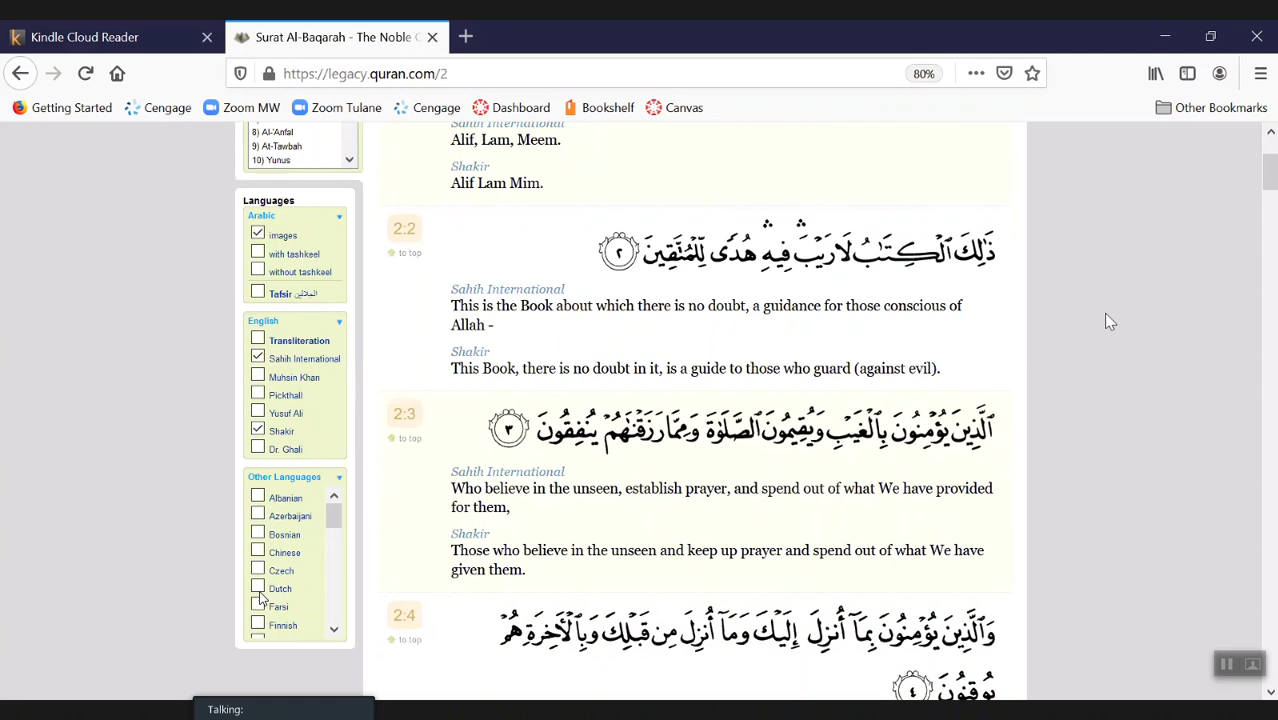 Kindle Cloud Reader
Surat Al-Baqarah - The Noble
https://legacy.quran.com/2
80%
Getting Started
Cengage
Zoom MW
Zoom Tulane
Cengage
Dashboard
Bookshelf
Canvas
Other Bookmarks
8) Al-'Anfal
9) At-Tawbah
10) Yunus
Languages
Arabic
images
with tashkeel
without tashkeel
Tafsir الجلالين
English
Transliteration
Sahih International
Muhsin Khan
Pickthall
Yusuf Ali
Shakir
Dr. Ghali
Other Languages
Albanian
Azerbaijani
Bosnian
Chinese
Czech
Dutch
Farsi
Finnish
Sahih International
Alif, Lam, Meem.
Shakir
Alif Lam Mim.
2:2
to top
ذَٰلِكَ ٱلْكِتَٰبُ لَا رَيْبَ ۛ فِيهِ ۛ هُدًى لِّلْمُتَّقِينَ ٢
Sahih International
This is the Book about which there is no doubt, a guidance for those conscious of
Allah -
Shakir
This Book, there is no doubt in it, is a guide to those who guard (against evil).
2:3
to top
ٱلَّذِينَ يُؤْمِنُونَ بِٱلْغَيْبِ وَيُقِيمُونَ ٱلصَّلَوٰةَ وَمِمَّا رَزَقْنَٰهُمْ يُنفِقُونَ ٣
Sahih International
Who believe in the unseen, establish prayer, and spend out of what We have provided
for them,
Shakir
Those who believe in the unseen and keep up prayer and spend out of what We have
given them.
2:4
to top
وَٱلَّذِينَ يُؤْمِنُونَ بِمَآ أُنزِلَ إِلَيْكَ وَمَآ أُنزِلَ مِن قَبْلِكَ وَبِٱلْأَخِرَةِ هُمْ
يُوقِنُونَ ٤
Talking: